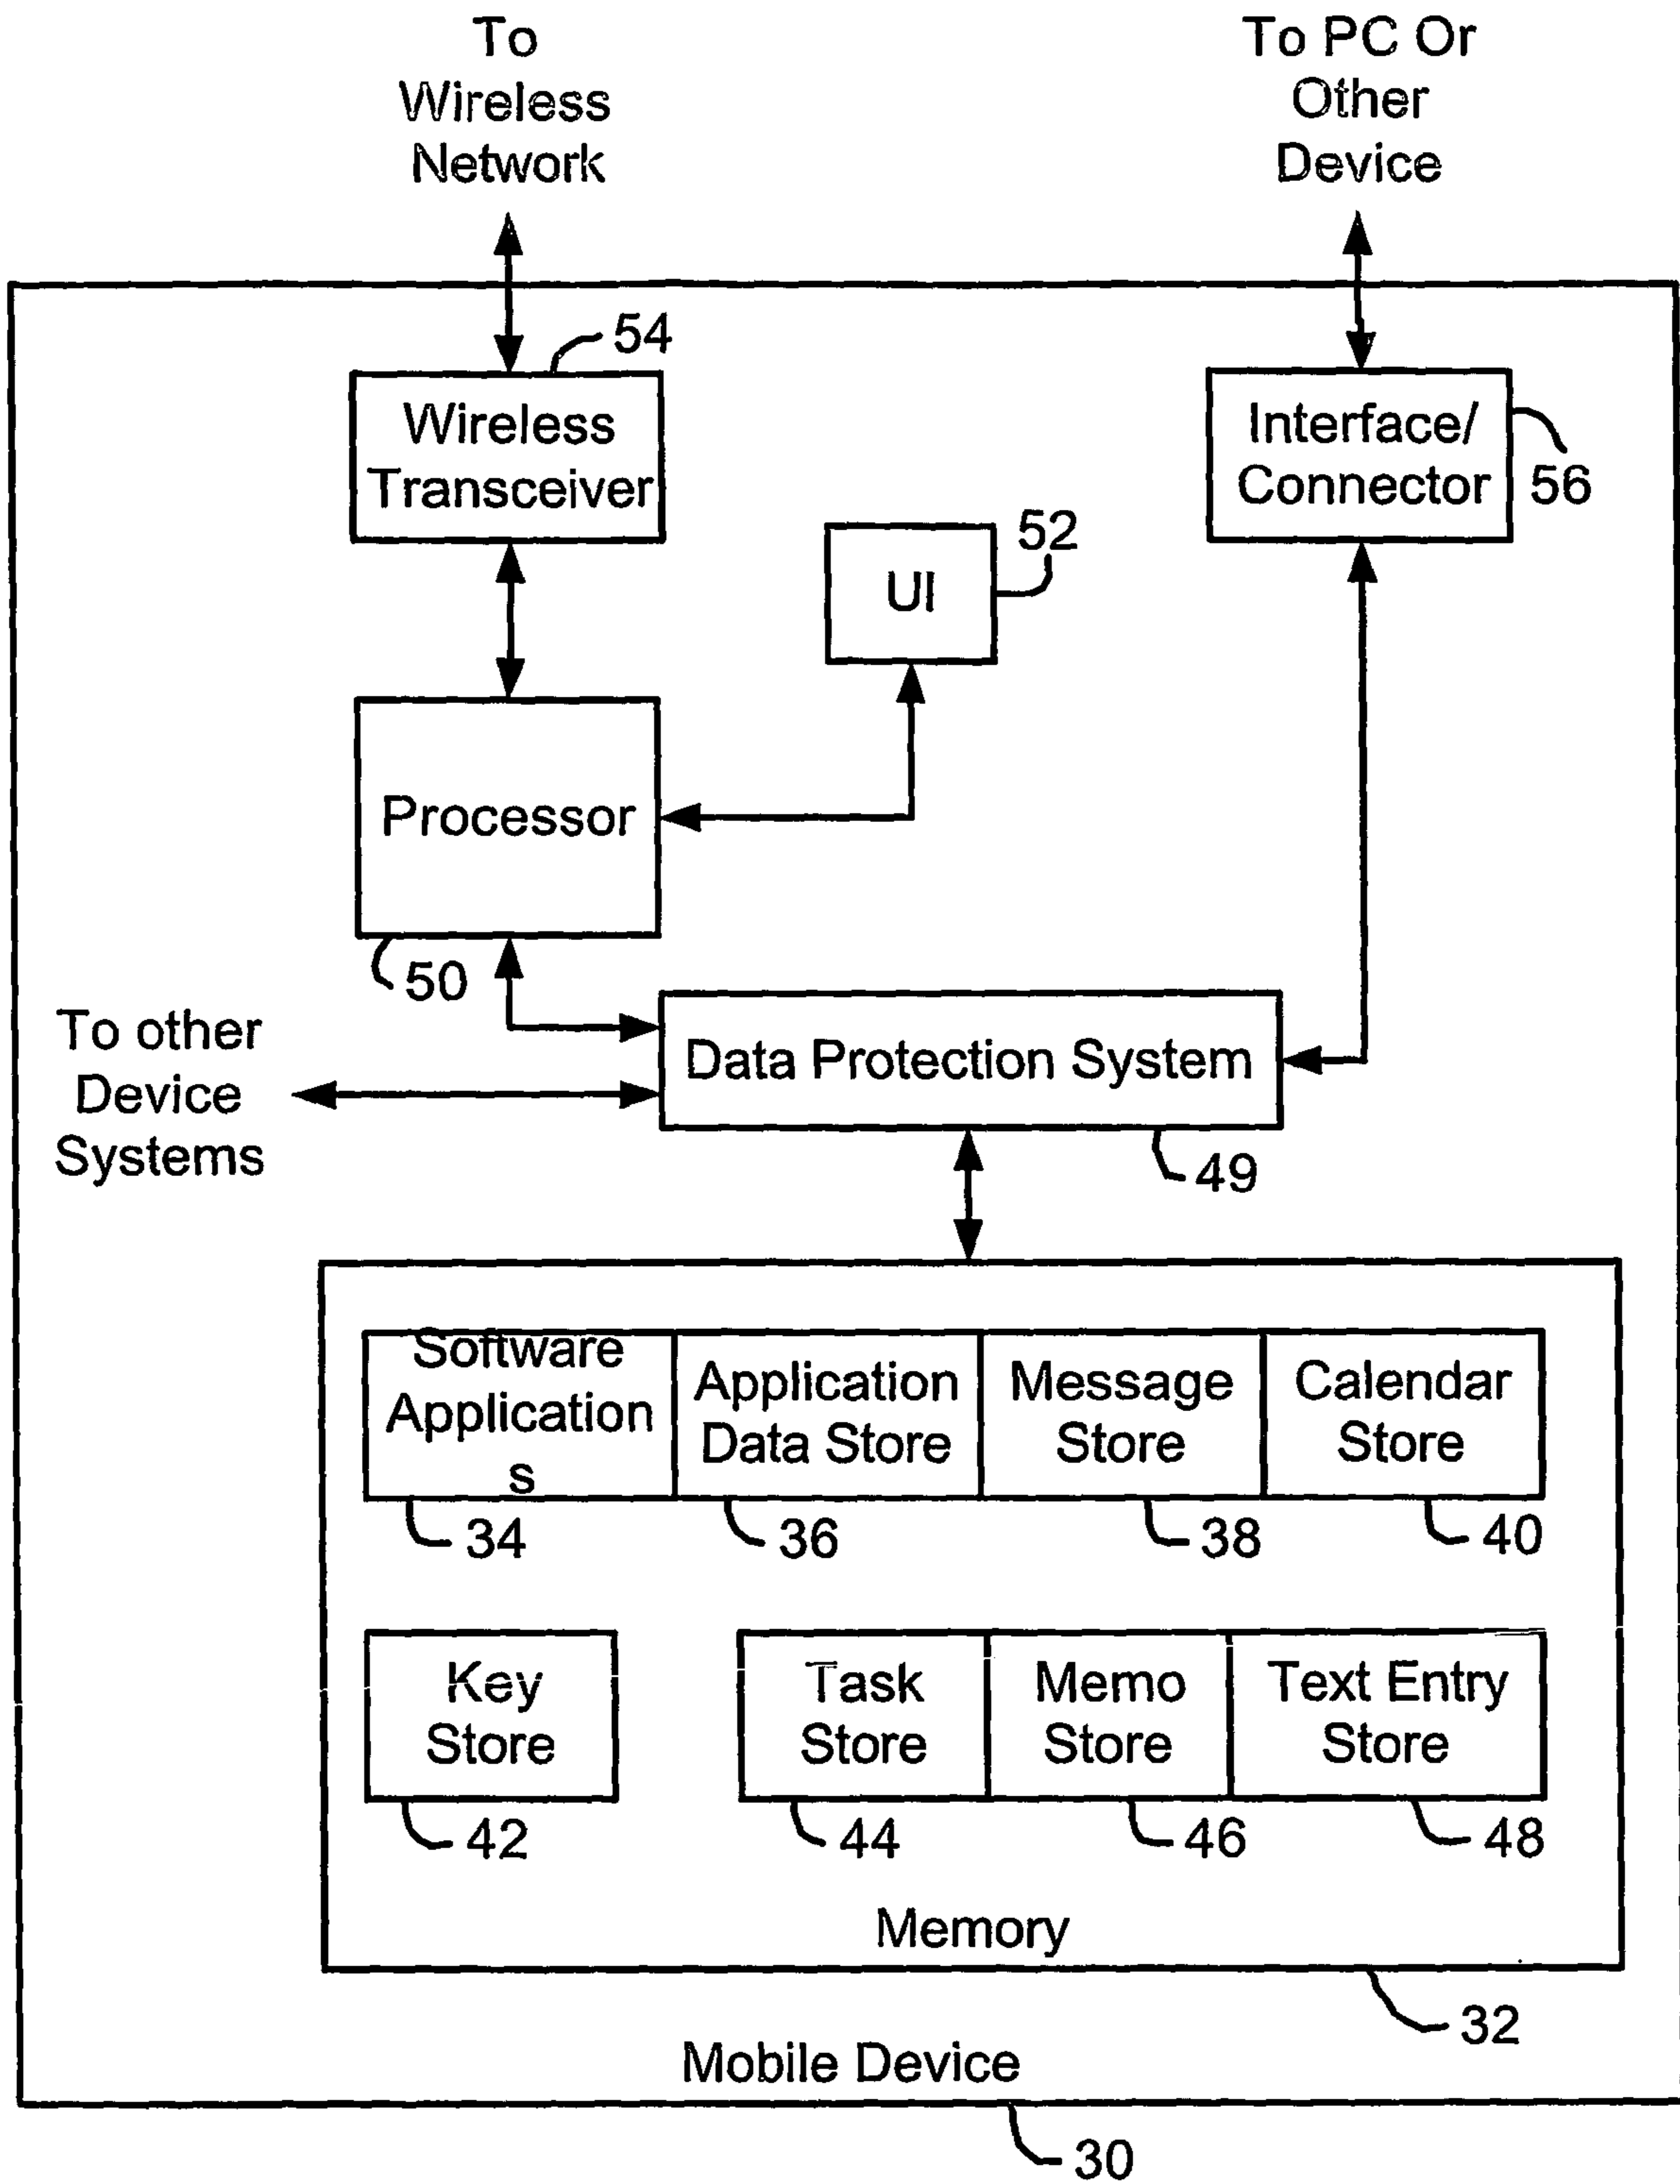 To
Wireless
Network
To PC Or
Other
Device
54
Wireless
Transceiver
Interface/
Connector
56
52
UI
Processor
50
To other
Device
Systems
Data Protection System
49
Software
Application
s
Application
Data Store
Message
Store
Calendar
Store
34
36
38
40
Key
Store
Task
Store
Memo
Store
Text Entry
Store
42
44
46
48
Memory
32
Mobile Device
30